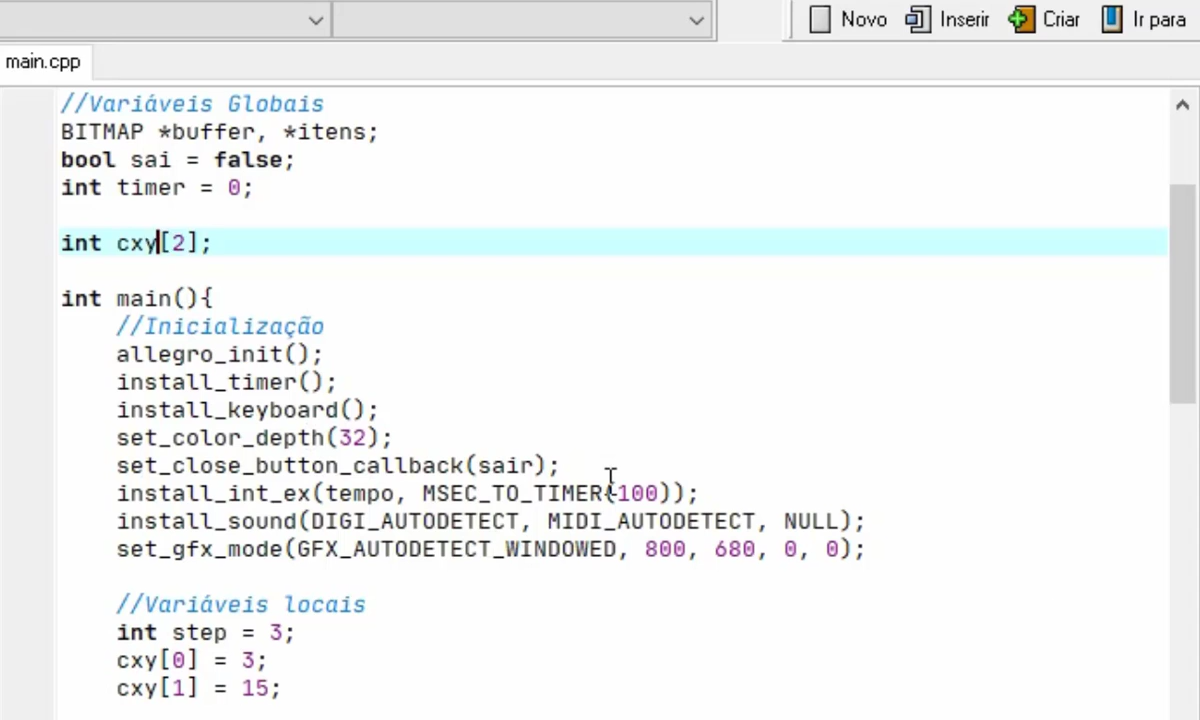 Novo Inserir Criar Ir para
main.cpp
//Variáveis Globais
BITMAP *buffer, *itens;
bool sai = false;
int timer = 0;
int cxy[2];
int main(){
//Inicialização
allegro_init();
install_timer();
install_keyboard();
set_color_depth(32);
set_close_button_callback(sair);
install_int_ex(tempo, MSEC_TO_TIMER(100));
install_sound(DIGI_AUTODETECT, MIDI_AUTODETECT, NULL);
set_gfx_mode(GFX_AUTODETECT_WINDOWED, 800, 680, 0, 0);
//Variáveis locais
int step = 3;
cxy[0] = 3;
cxy[1] = 15;